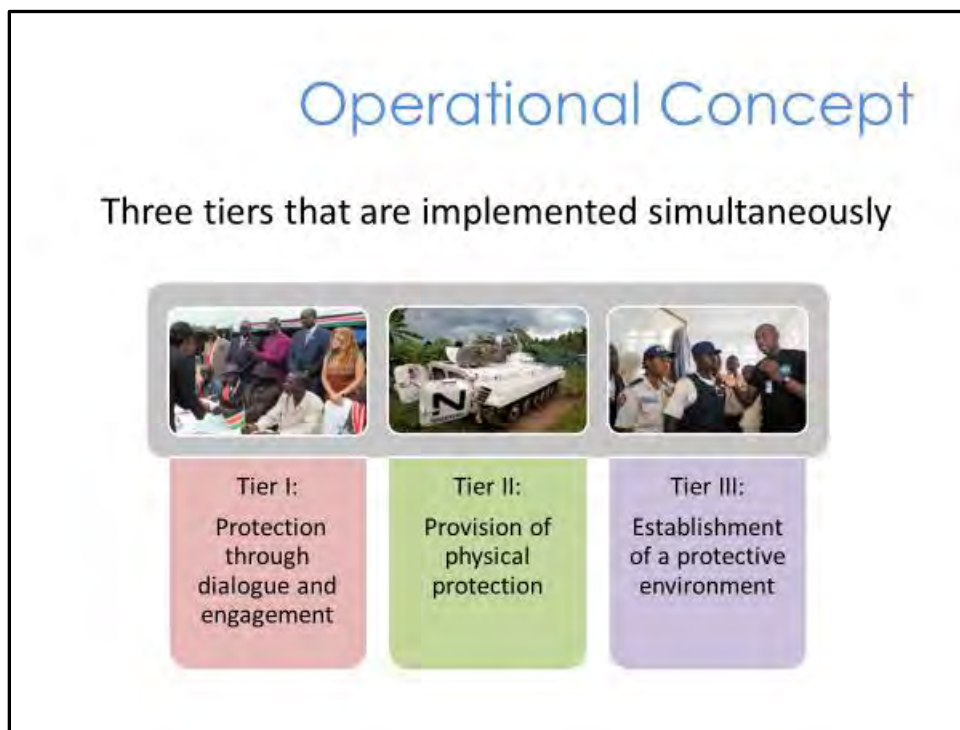 Operational Concept
Three tiers that are implemented simultaneously
Tier I:
Protection
through
dialogue and
engagement
Tier II:
Provision of
physical
protection
Tier III:
Establishment
of a protective
environment